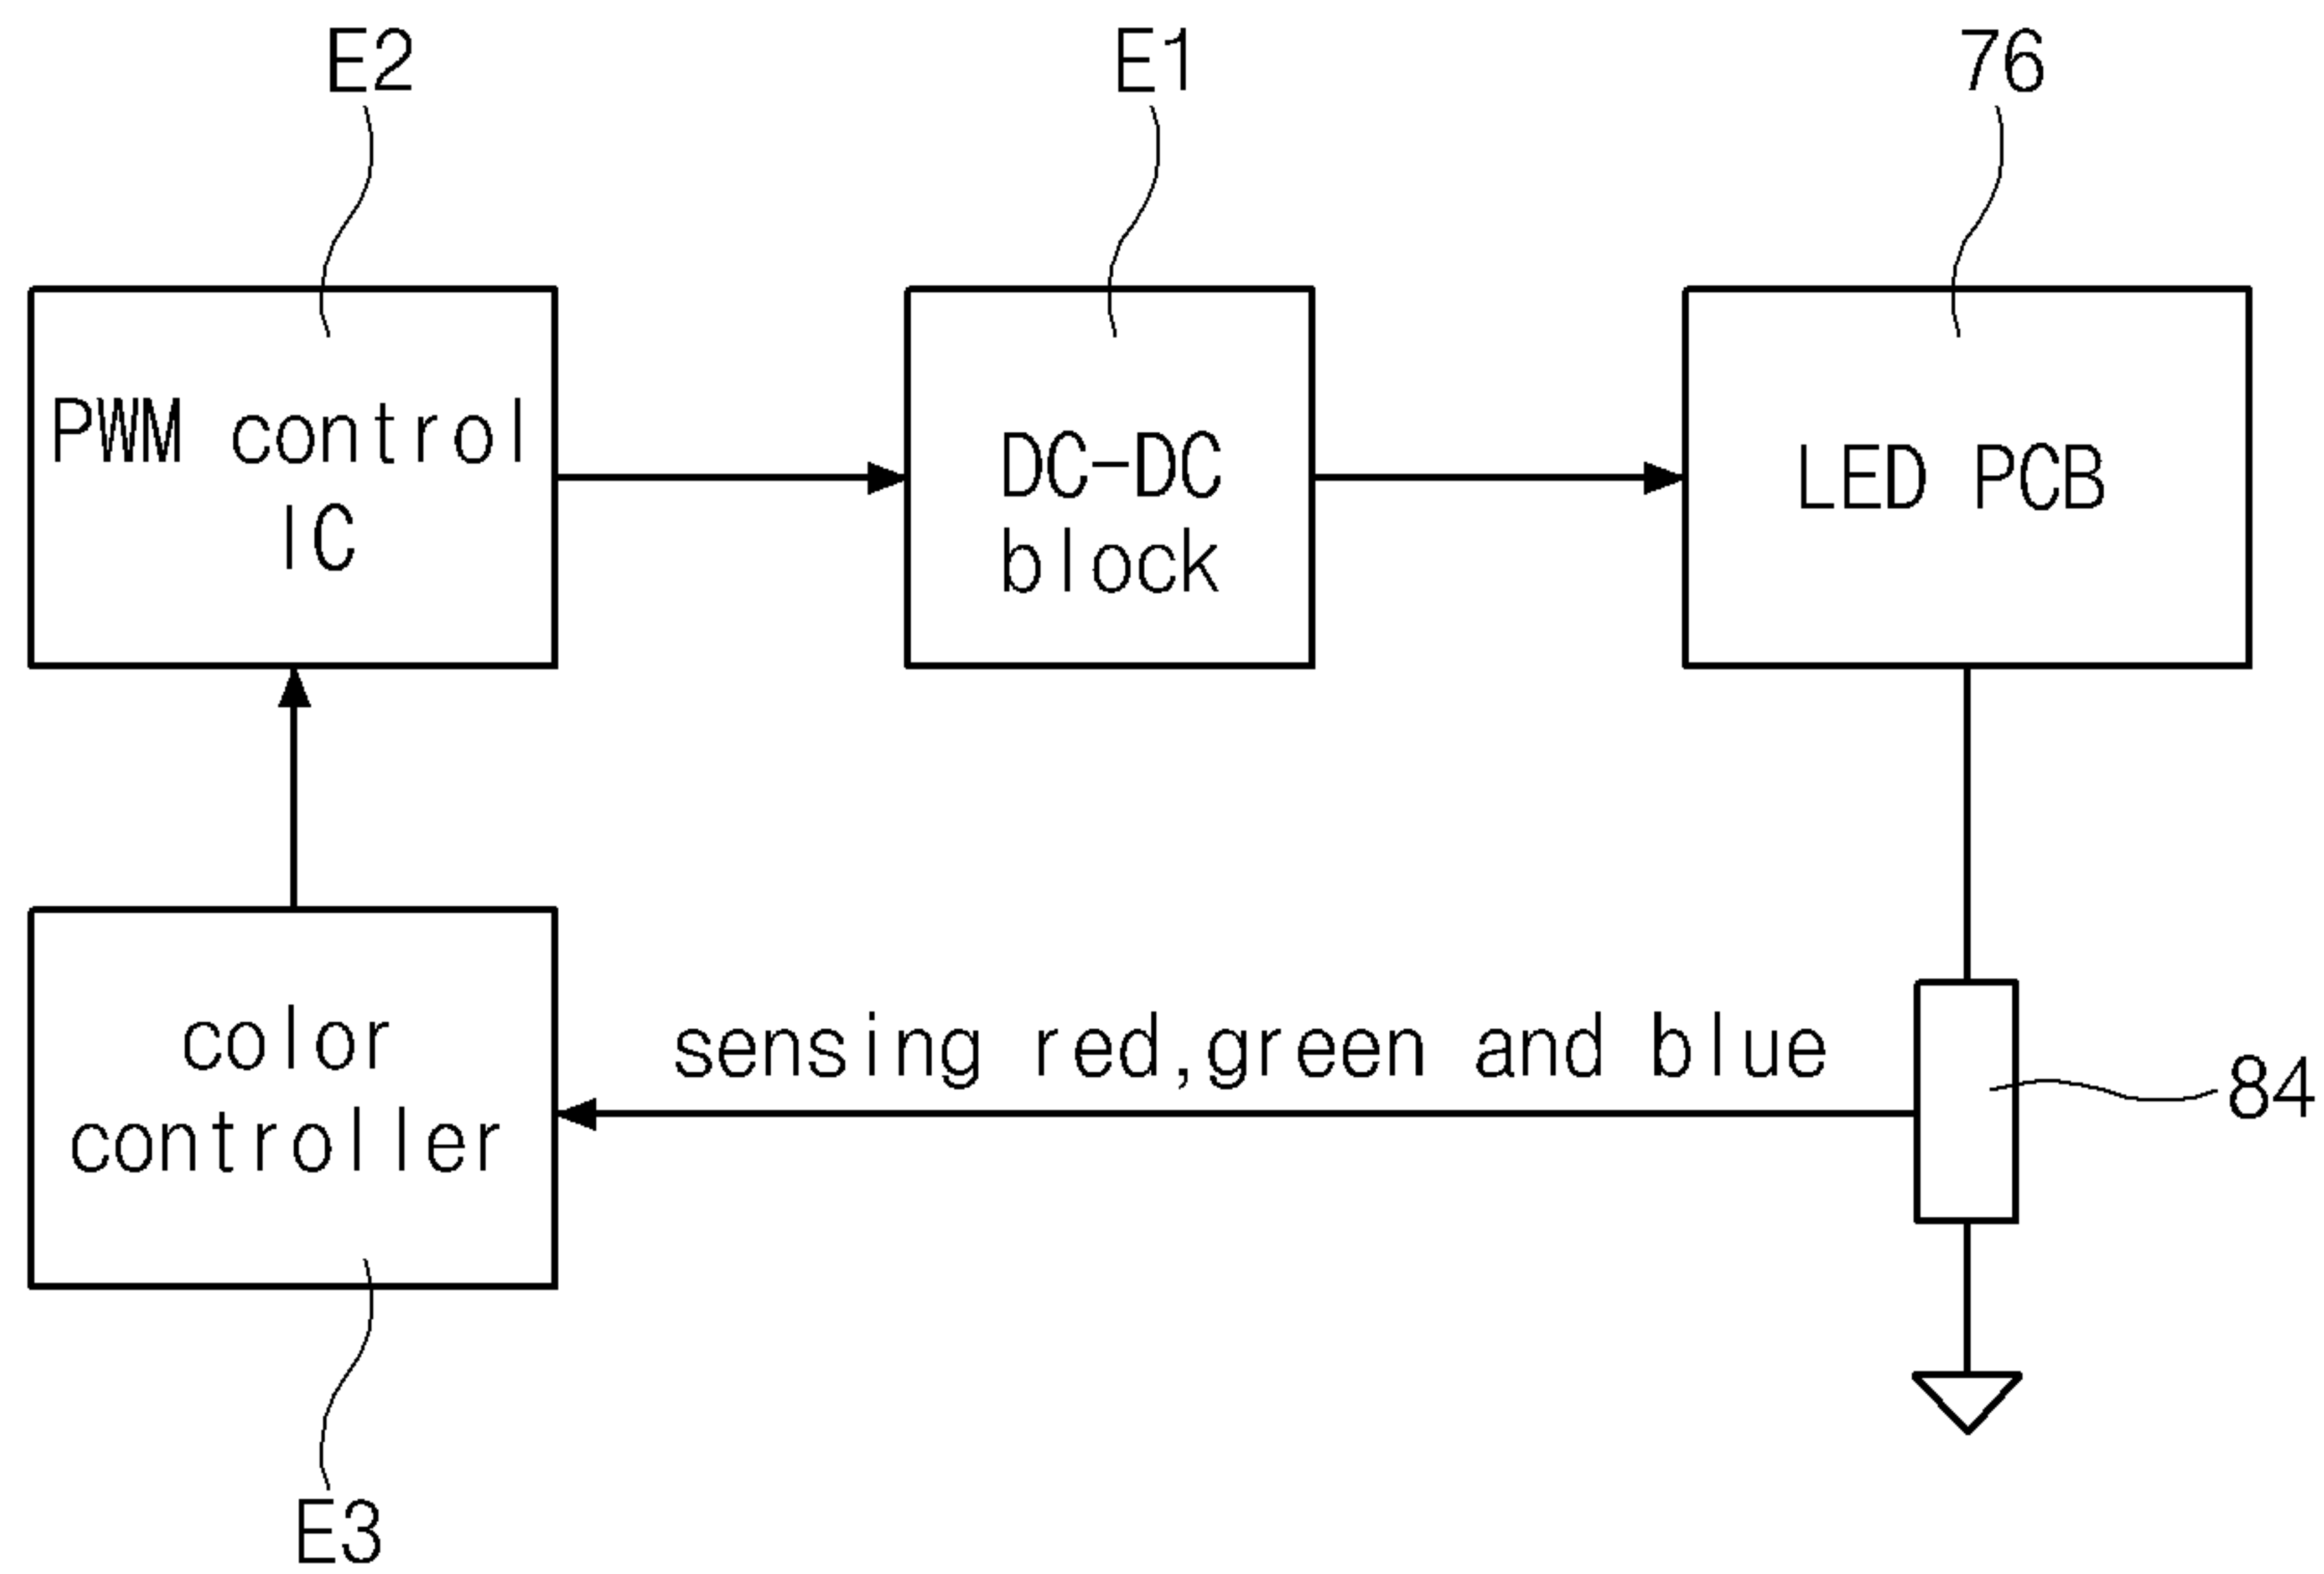 E2
E1
76
PWM control
IC
DC-DC
block
LED PCB
color
controller
sensing red,green and blue
84
E3